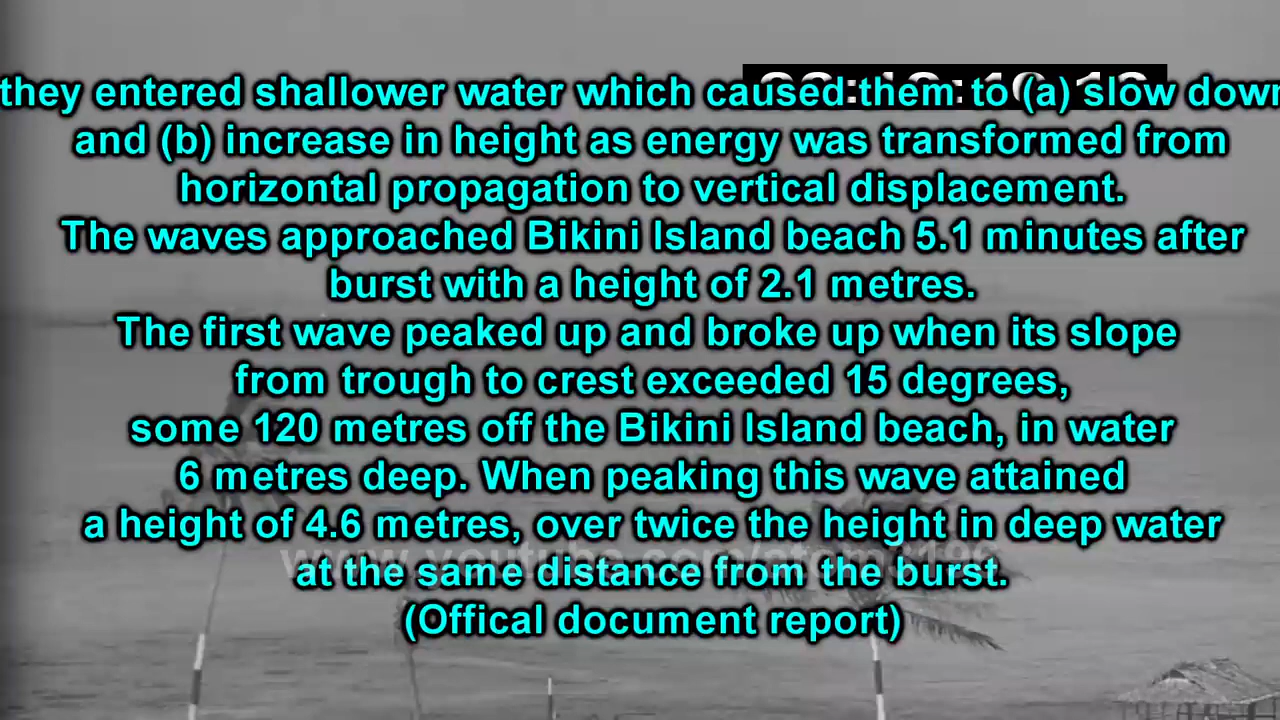 they entered shallower water which caused them to (a) slow down
and (b) increase in height as energy was transformed from
horizontal propagation to vertical displacement.
The waves approached Bikini Island beach 5.1 minutes after
burst with a height of 2.1 metres.
The first wave peaked up and broke up when its slope
from trough to crest exceeded 15 degrees,
some 120 metres off the Bikini Island beach, in water
6 metres deep. When peaking this wave attained
a height of 4.6 metres, over twice the height in deep water
at the same distance from the burst.
(Offical document report)